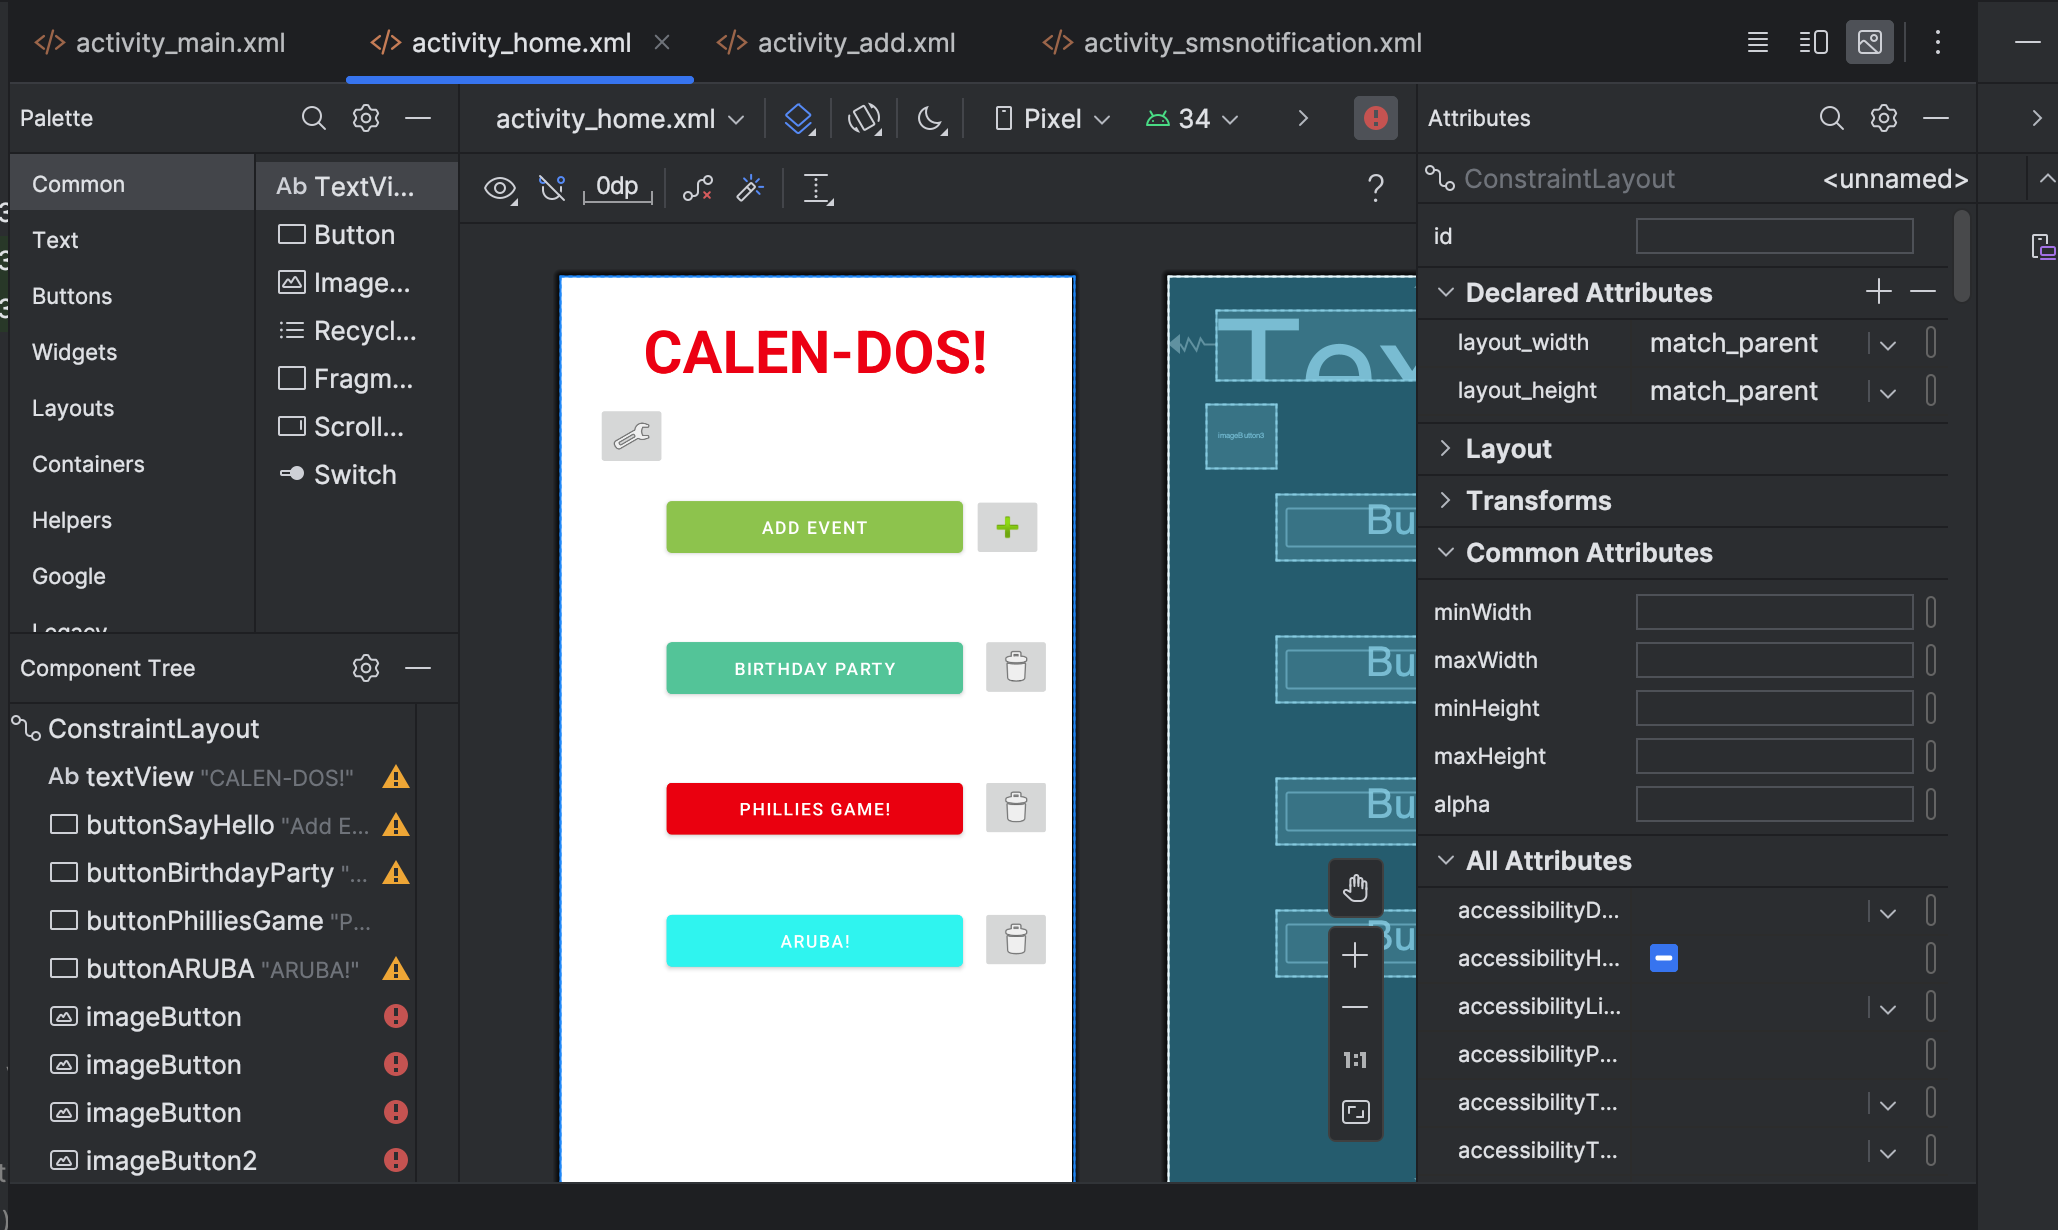 activity_main.xml
activity_home.xml
activity_add.xml
activity_smsnotification.xml
Palette
activity_home.xml
Pixel
34
Attributes
Common
Text
Buttons
Widgets
Layouts
Containers
Helpers
Google
Legacy
Ab TextVi...
Button
Image...
Recycl...
Fragm...
Scroll...
Switch
0dp
?
ConstraintLayout
<unnamed>
id
Declared Attributes
layout_width match_parent
layout_height match_parent
Layout
Transforms
Common Attributes
minWidth
maxWidth
minHeight
maxHeight
alpha
All Attributes
accessibilityD...
accessibilityH...
accessibilityLi...
accessibilityP...
accessibilityT...
accessibilityT...
Component Tree
ConstraintLayout
Ab textView "CALEN-DOS!"
buttonSayHello "Add E...
buttonBirthdayParty "...
buttonPhilliesGame "P...
buttonARUBA "ARUBA!"
imageButton
imageButton
imageButton
imageButton2
CALEN-DOS!
ADD EVENT
BIRTHDAY PARTY
PHILLIES GAME!
ARUBA!
Tex
imageButton3
Bu
Bu
Bu
Bu
1:1